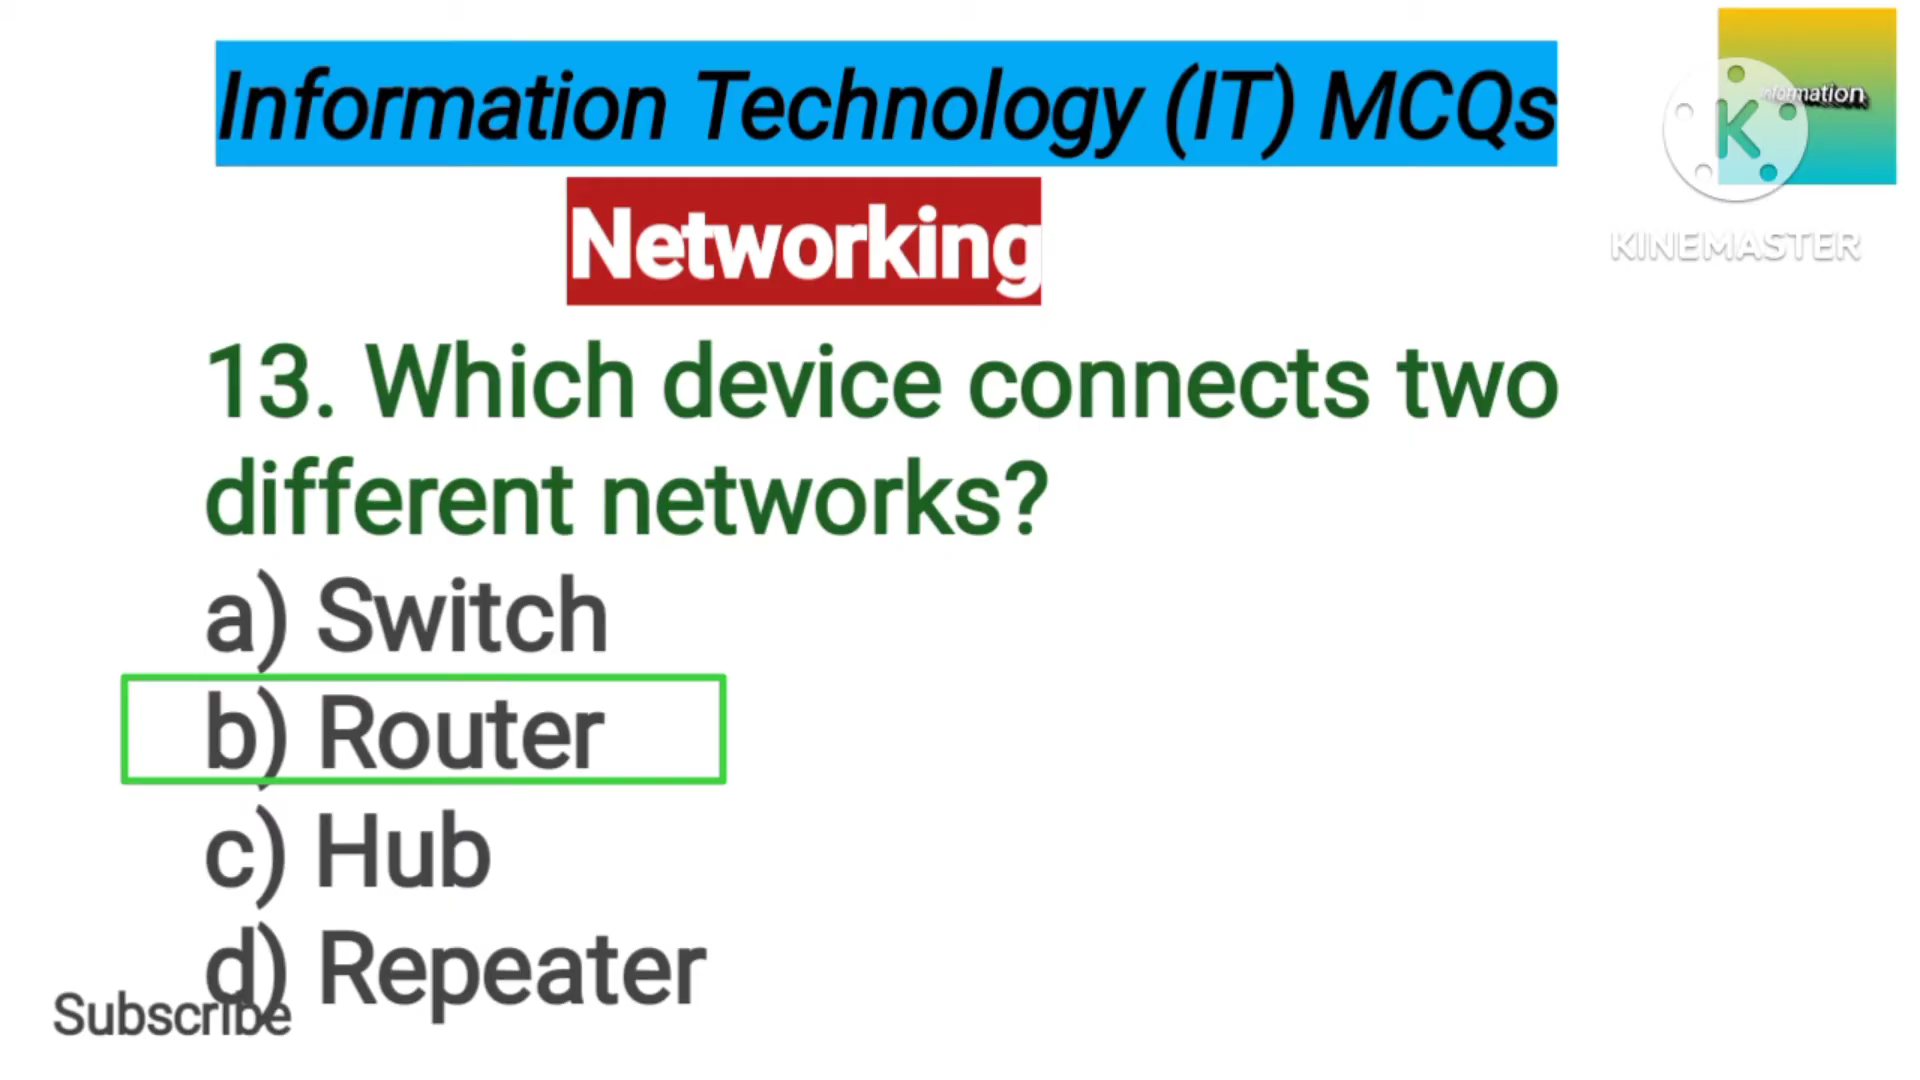 Information Technology (IT) MCQs
Networking
KINEMASTER
13. Which device connects two
different networks?
a) Switch
b) Router
c) Hub
d) Repeater
Subscribe